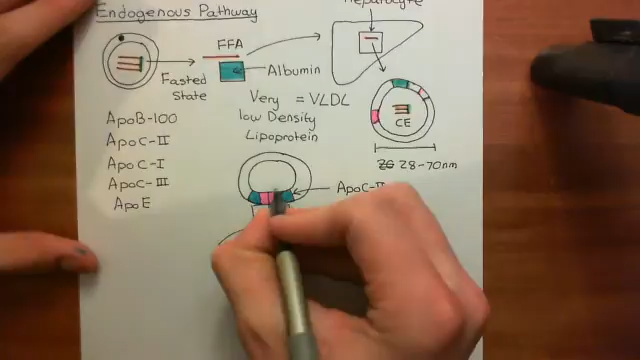 Endogenous Pathway
Hepatocyte
FFA
Albumin
Fasted
State
Very = VLDL
low Density
Lipoprotein
CE
28-70nm
ApoB-100
ApoC-II
ApoC-I
ApoC-III
ApoE